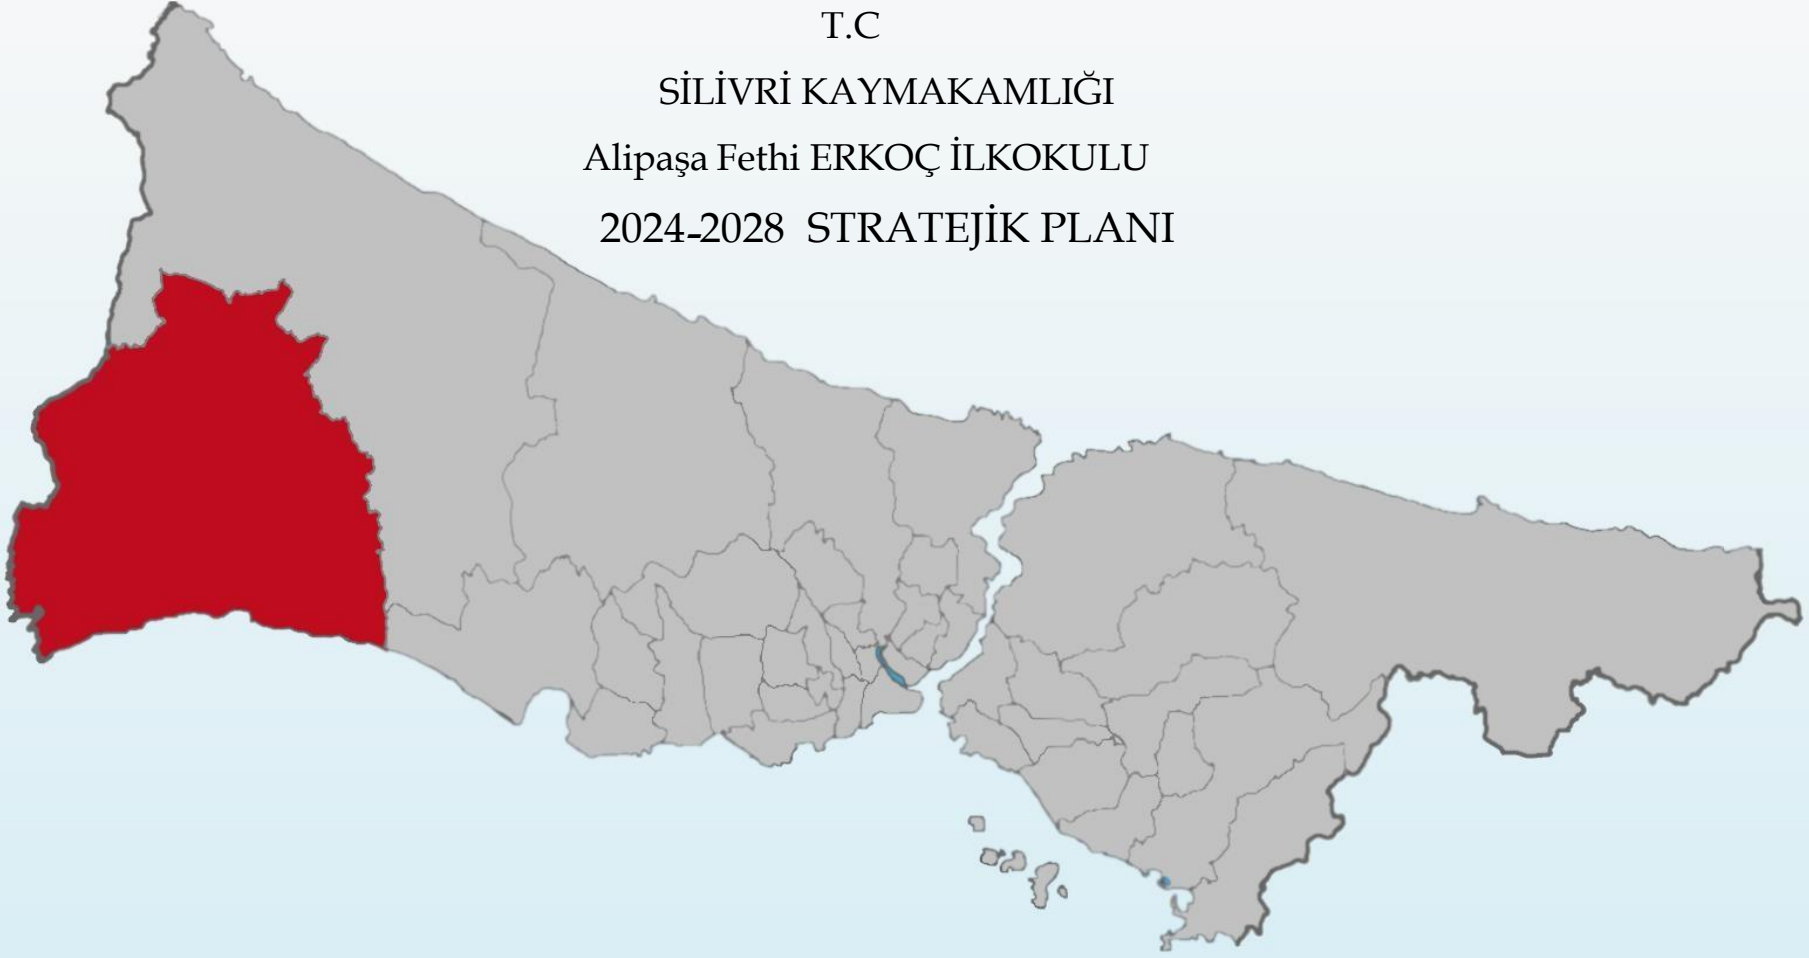 T.C
SİLİVRİ KAYMAKAMLIĞI
Alipaşa Fethi ERKOÇ İLKOKULU
2024-2028 STRATEJİK PLANI